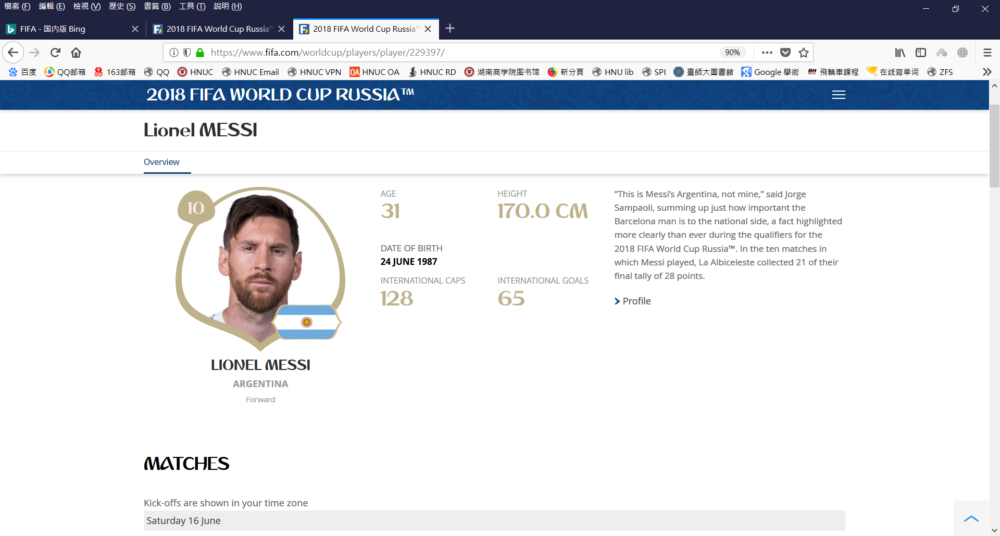 檔案 (F) 編輯 (E) 檢視 (V) 歷史 (S) 書籤 (B) 工具 (T) 說明 (H)
FIFA - 国内版 Bing
2018 FIFA World Cup Russia™
2018 FIFA World Cup Russia™
https://www.fifa.com/worldcup/players/player/229397/
90%
百度 QQ邮箱 163邮箱 QQ HNUC HNUC Email HNUC VPN OA HNUC OA HNUC RD 湖南商学院图书馆 新分頁 HNU lib SPI 臺師大圖書館 Google 學術 BH 飛輪車課程 在线背单词 ZFS
2018 FIFA WORLD CUP RUSSIA™
Lionel MESSI
Overview
10
AGE
31
HEIGHT
170.0 CM
DATE OF BIRTH
24 JUNE 1987
INTERNATIONAL CAPS
128
INTERNATIONAL GOALS
65
“This is Messi’s Argentina, not mine,” said Jorge
Sampaoli, summing up just how important the
Barcelona man is to the national side, a fact highlighted
more clearly than ever during the qualifiers for the
2018 FIFA World Cup Russia™. In the ten matches in
which Messi played, La Albiceleste collected 21 of their
final tally of 28 points.
Profile
LIONEL MESSI
ARGENTINA
Forward
MATCHES
Kick-offs are shown in your time zone
Saturday 16 June